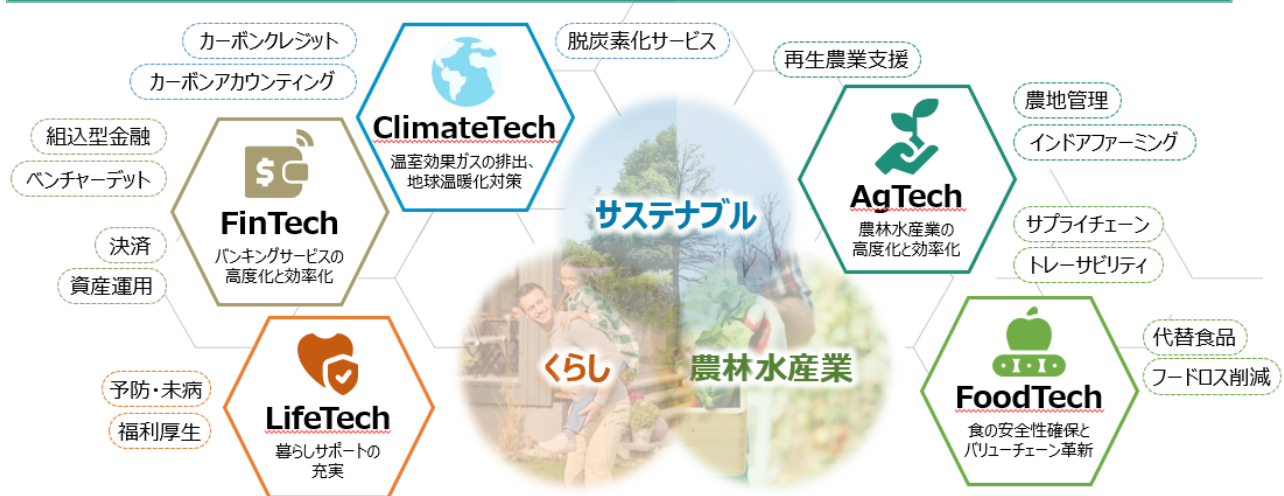 カーボンクレジット
カーボンアカウンティング
脱炭素化サービス
再生農業支援
農地管理
インドアファーミング
組込型金融
ベンチャーデット
決済
資産運用
ClimateTech
温室効果ガスの排出、
地球温暖化対策
$
FinTech
バンキングサービスの
高度化と効率化
サステナブル
AgTech
農林水産業の
高度化と効率化
サプライチェーン
トレーサビリティ
くらし
農林水産業
予防・未病
福利厚生
LifeTech
暮らしサポートの
充実
FoodTech
食の安全性確保と
バリューチェーン革新
代替食品
フードロス削減